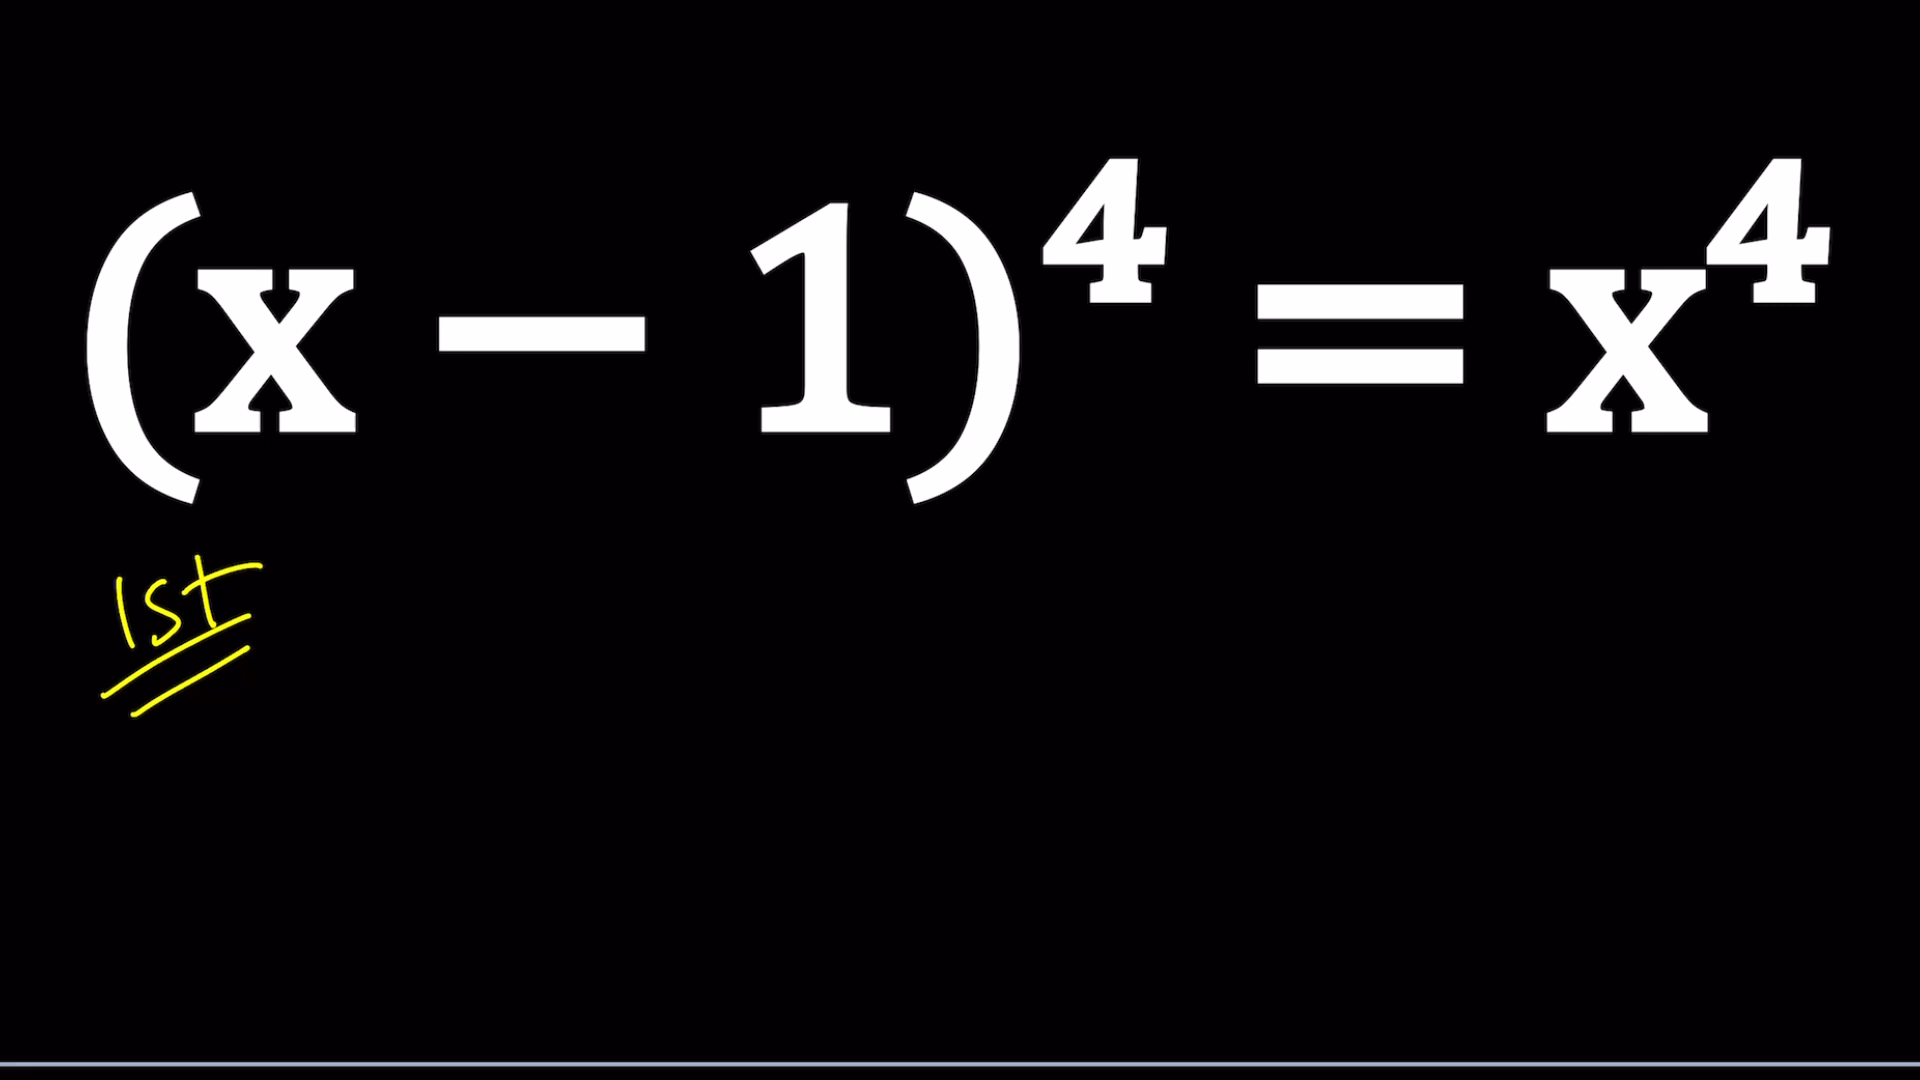 (x − 1)⁴ = x⁴
1st